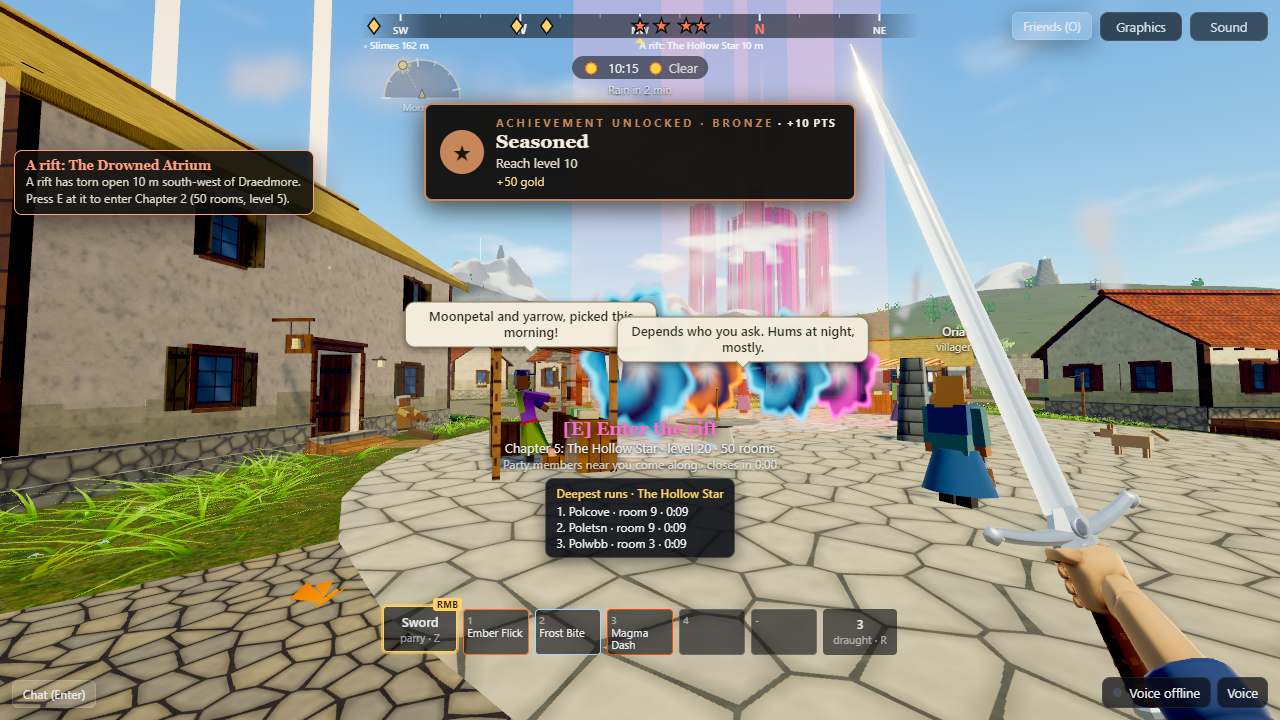 SW
W
NW
N
NE
Slimes 162 m
A rift: The Hollow Star 10 m
Friends (O)
Graphics
Sound
10:15
Clear
Rain in 2 min
ACHIEVEMENT UNLOCKED · BRONZE · +10 PTS
Seasoned
Reach level 10
+50 gold
A rift: The Drowned Atrium
A rift has torn open 10 m south-west of Draedmore.
Press E at it to enter Chapter 2 (50 rooms, level 5).
Moonpetal and yarrow, picked this
morning!
Depends who you ask. Hums at night,
mostly.
Oria
villager
[E] Enter the rift
Chapter 5: The Hollow Star · level 20 · 50 rooms
Party members near you come along · closes in 0:00
Deepest runs · The Hollow Star
1. Polcove · room 9 · 0:09
2. Poletsn · room 9 · 0:09
3. Polwbb · room 3 · 0:09
RMB
Sword
parry · Z
1
Ember Flick
2
Frost Bite
3
Magma
Dash
4
-
3
draught · R
Chat (Enter)
Voice offline
Voice